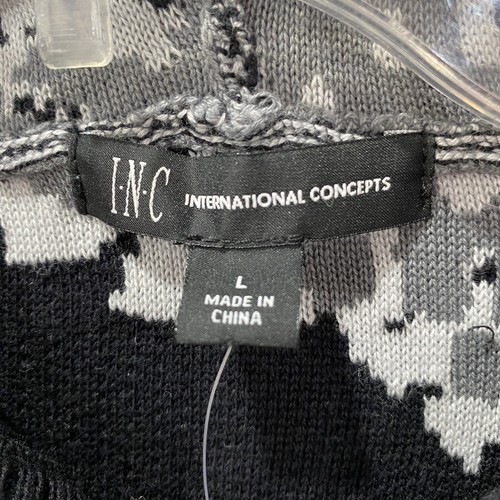 I·N·C INTERNATIONAL CONCEPTS
L
MADE IN
CHINA